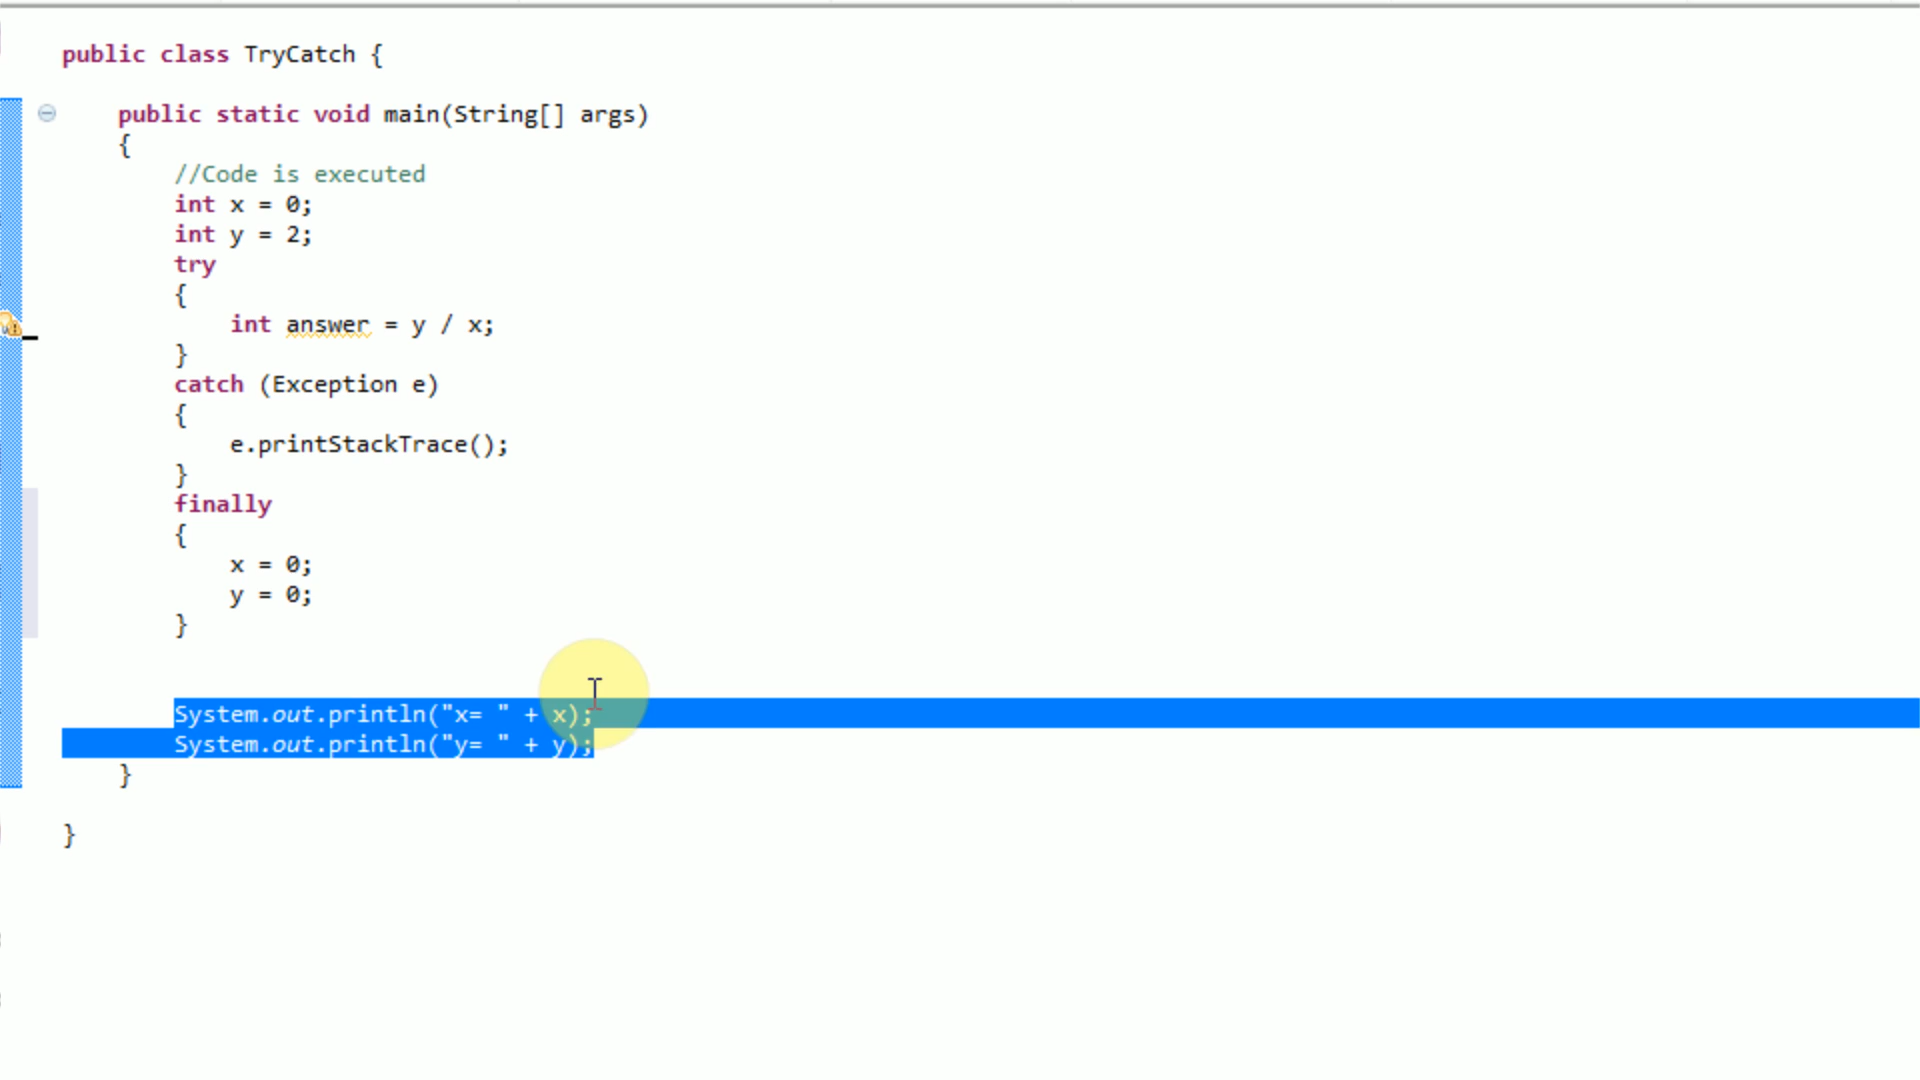 public class TryCatch {
public static void main(String[] args)
{
//Code is executed
int x = 0;
int y = 2;
try
{
int answer = y / x;
}
catch (Exception e)
{
e.printStackTrace();
}
finally
{
x = 0;
y = 0;
}
System.out.println("x= " + x);
System.out.println("y= " + y);
}
}